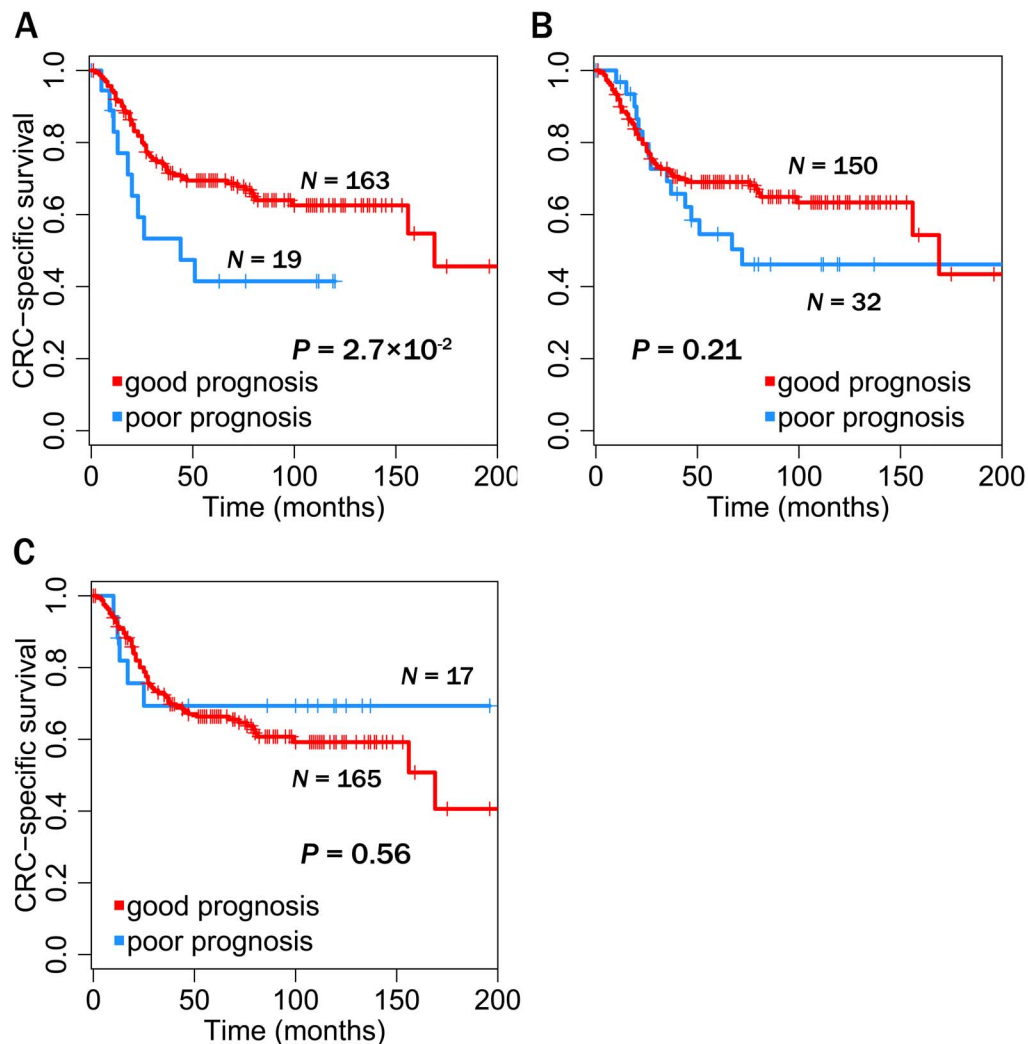 A
CRC−specific survival
1.0
0.8
0.6
0.4
0.2
0.0
N = 163
N = 19
P = 2.7×10-2
good prognosis
poor prognosis
0 50 100 150 200
Time (months)
B
1.0
0.8
0.6
0.4
0.2
0.0
N = 150
N = 32
P = 0.21
good prognosis
poor prognosis
0 50 100 150 200
Time (months)
C
CRC−specific survival
1.0
0.8
0.6
0.4
0.2
0.0
N = 17
N = 165
P = 0.56
good prognosis
poor prognosis
0 50 100 150 200
Time (months)